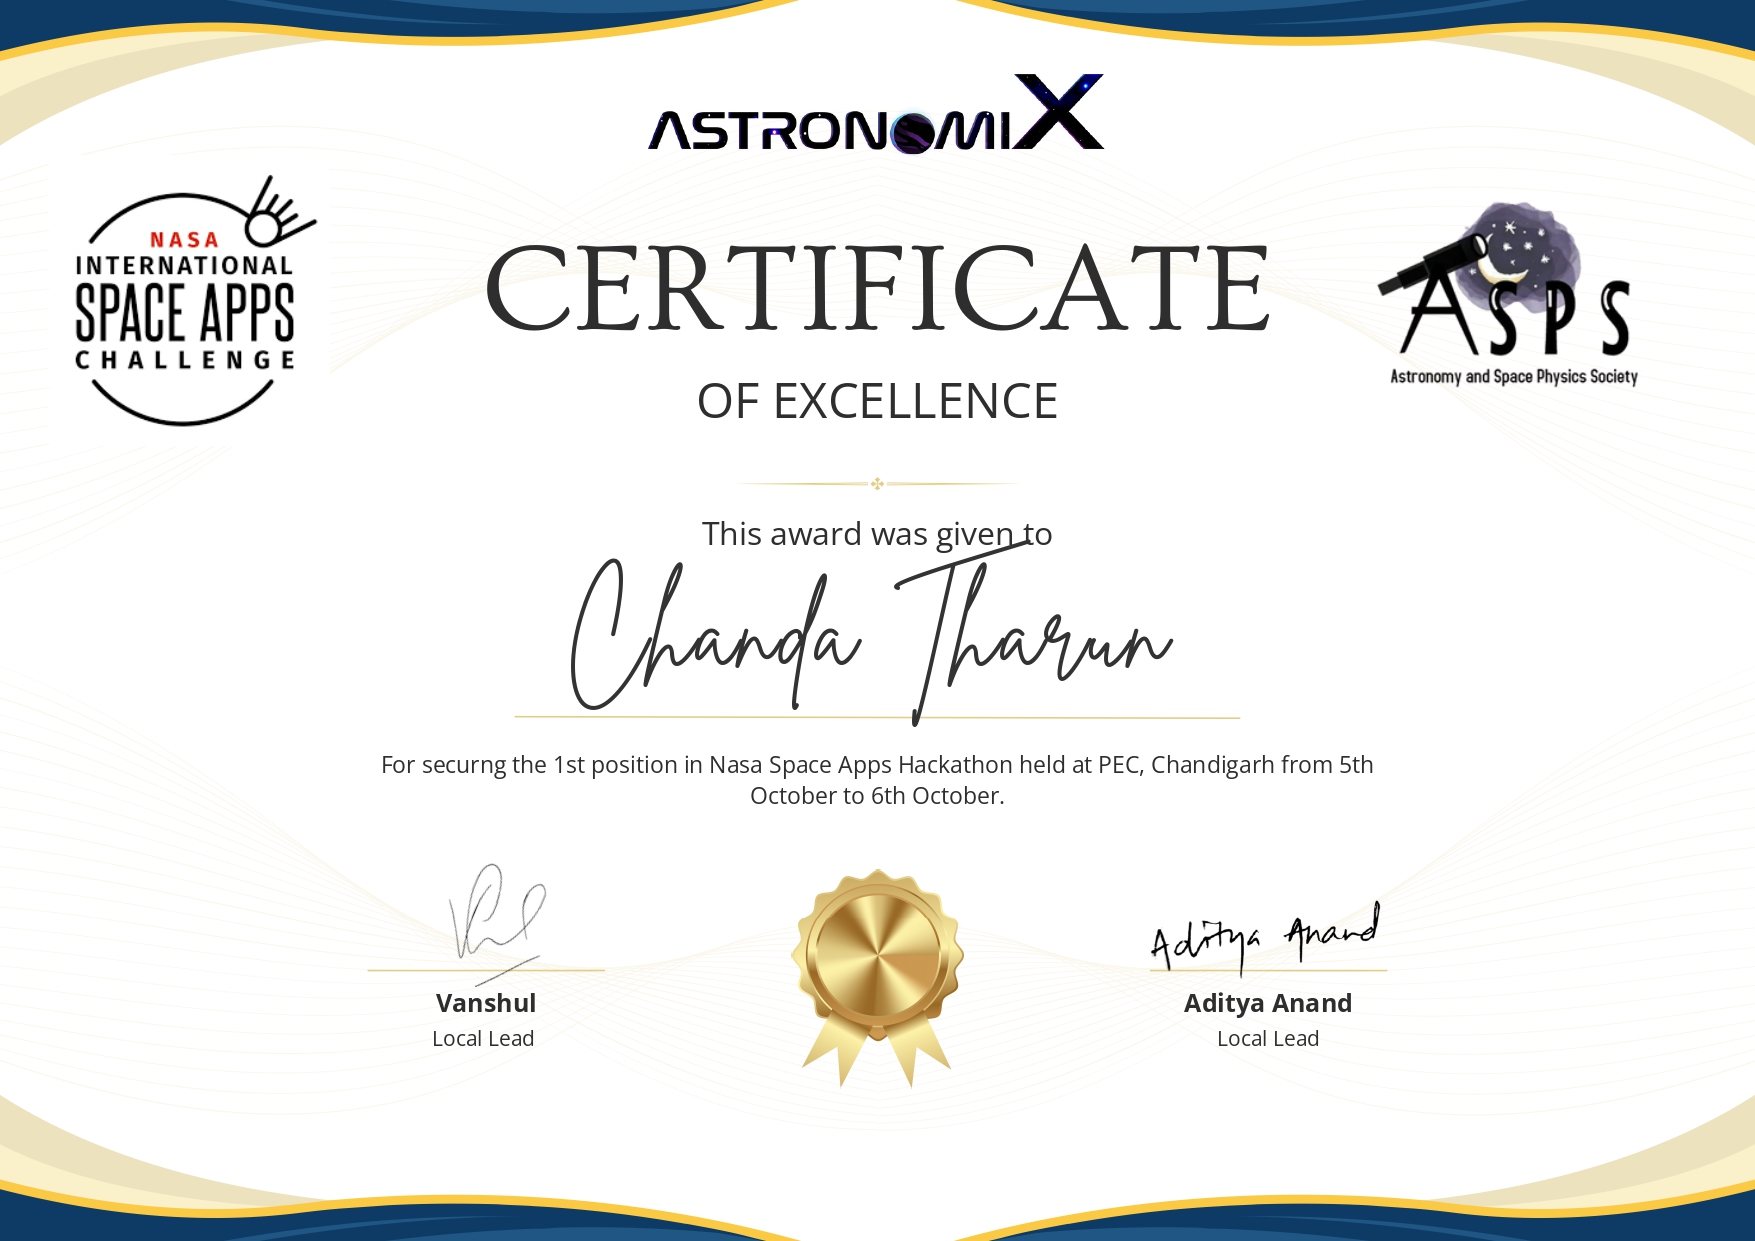 ASTRONOMIX
NASA
INTERNATIONAL
SPACE APPS
CHALLENGE
CERTIFICATE
ASPS
Astronomy and Space Physics Society
OF EXCELLENCE
This award was given to
Chanda Tharun
For securng the 1st position in Nasa Space Apps Hackathon held at PEC, Chandigarh from 5th
October to 6th October.
Aditya Anand
Vanshul
Local Lead
Aditya Anand
Local Lead